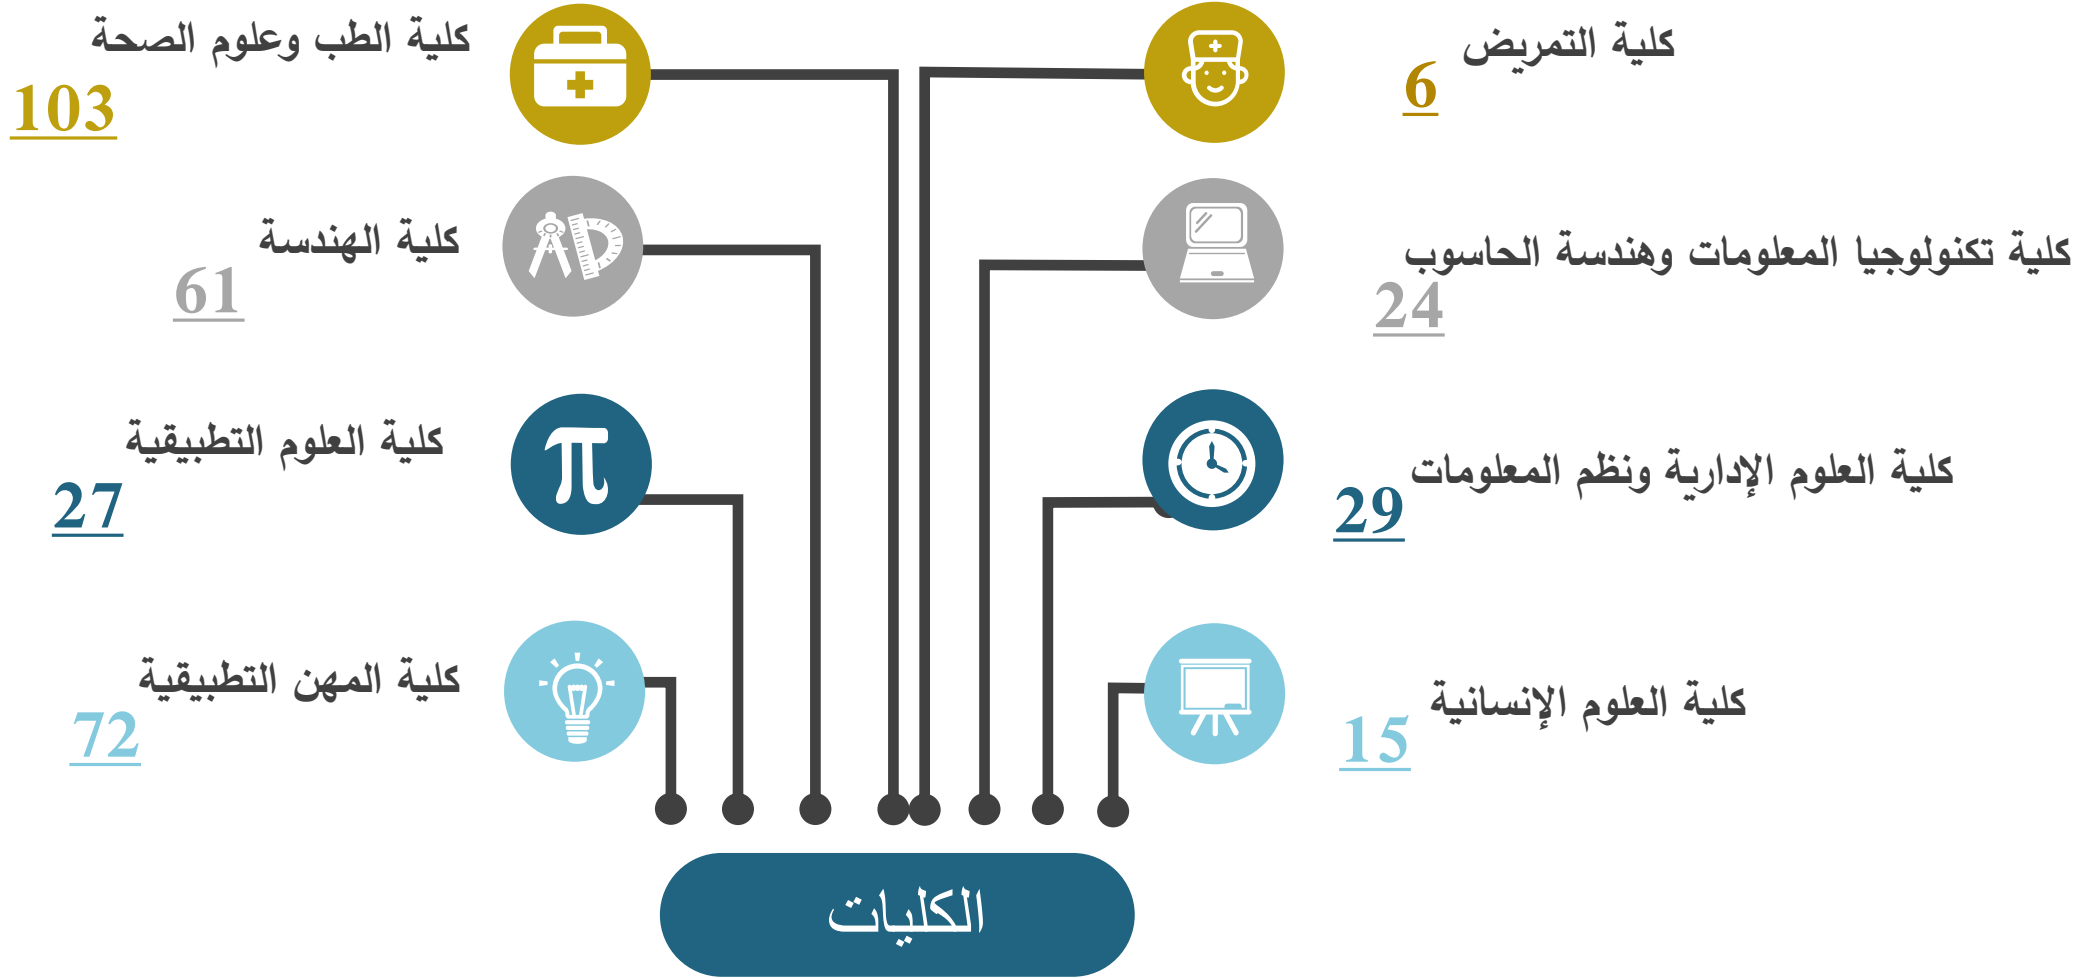 كلية التمريض
6
كلية الطب وعلوم الصحة
103
كلية تكنولوجيا المعلومات وهندسة الحاسوب
24
كلية الهندسة
61
كلية العلوم الإدارية ونظم المعلومات
29
كلية العلوم التطبيقية
27
كلية العلوم الإنسانية
15
كلية المهن التطبيقية
72
الكليات